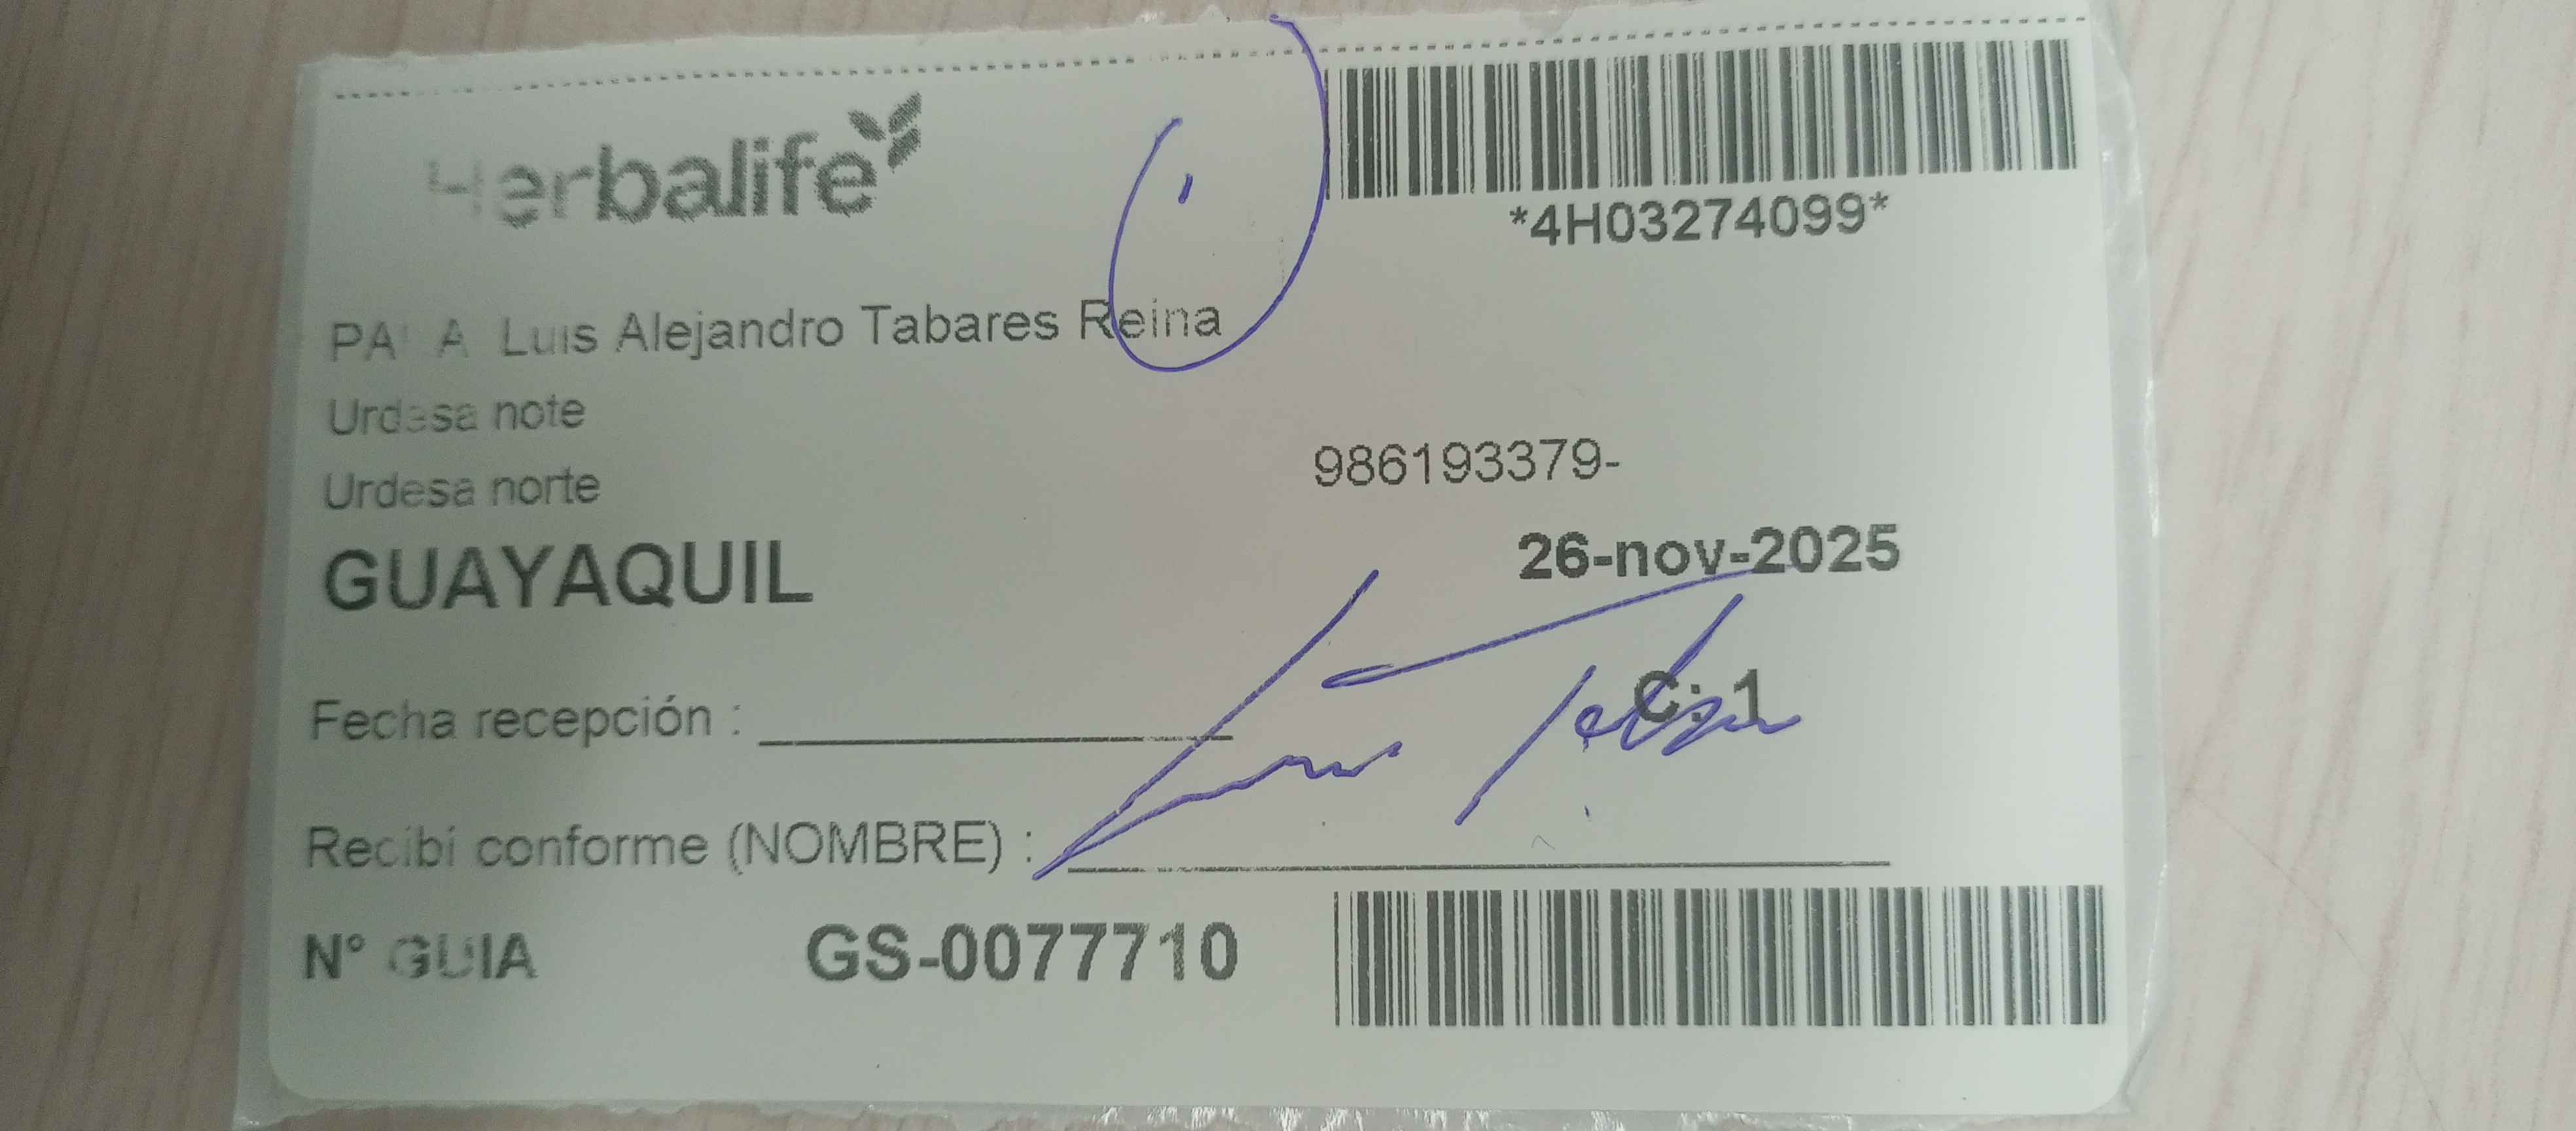 Herbalife
*4H03274099*
PARA Luis Alejandro Tabares Reina
Urdesa note
Urdesa norte
986193379-
GUAYAQUIL
26-nov-2025
C: 1
Fecha recepción :
Recibí conforme (NOMBRE) :
N° GUIA GS-0077710